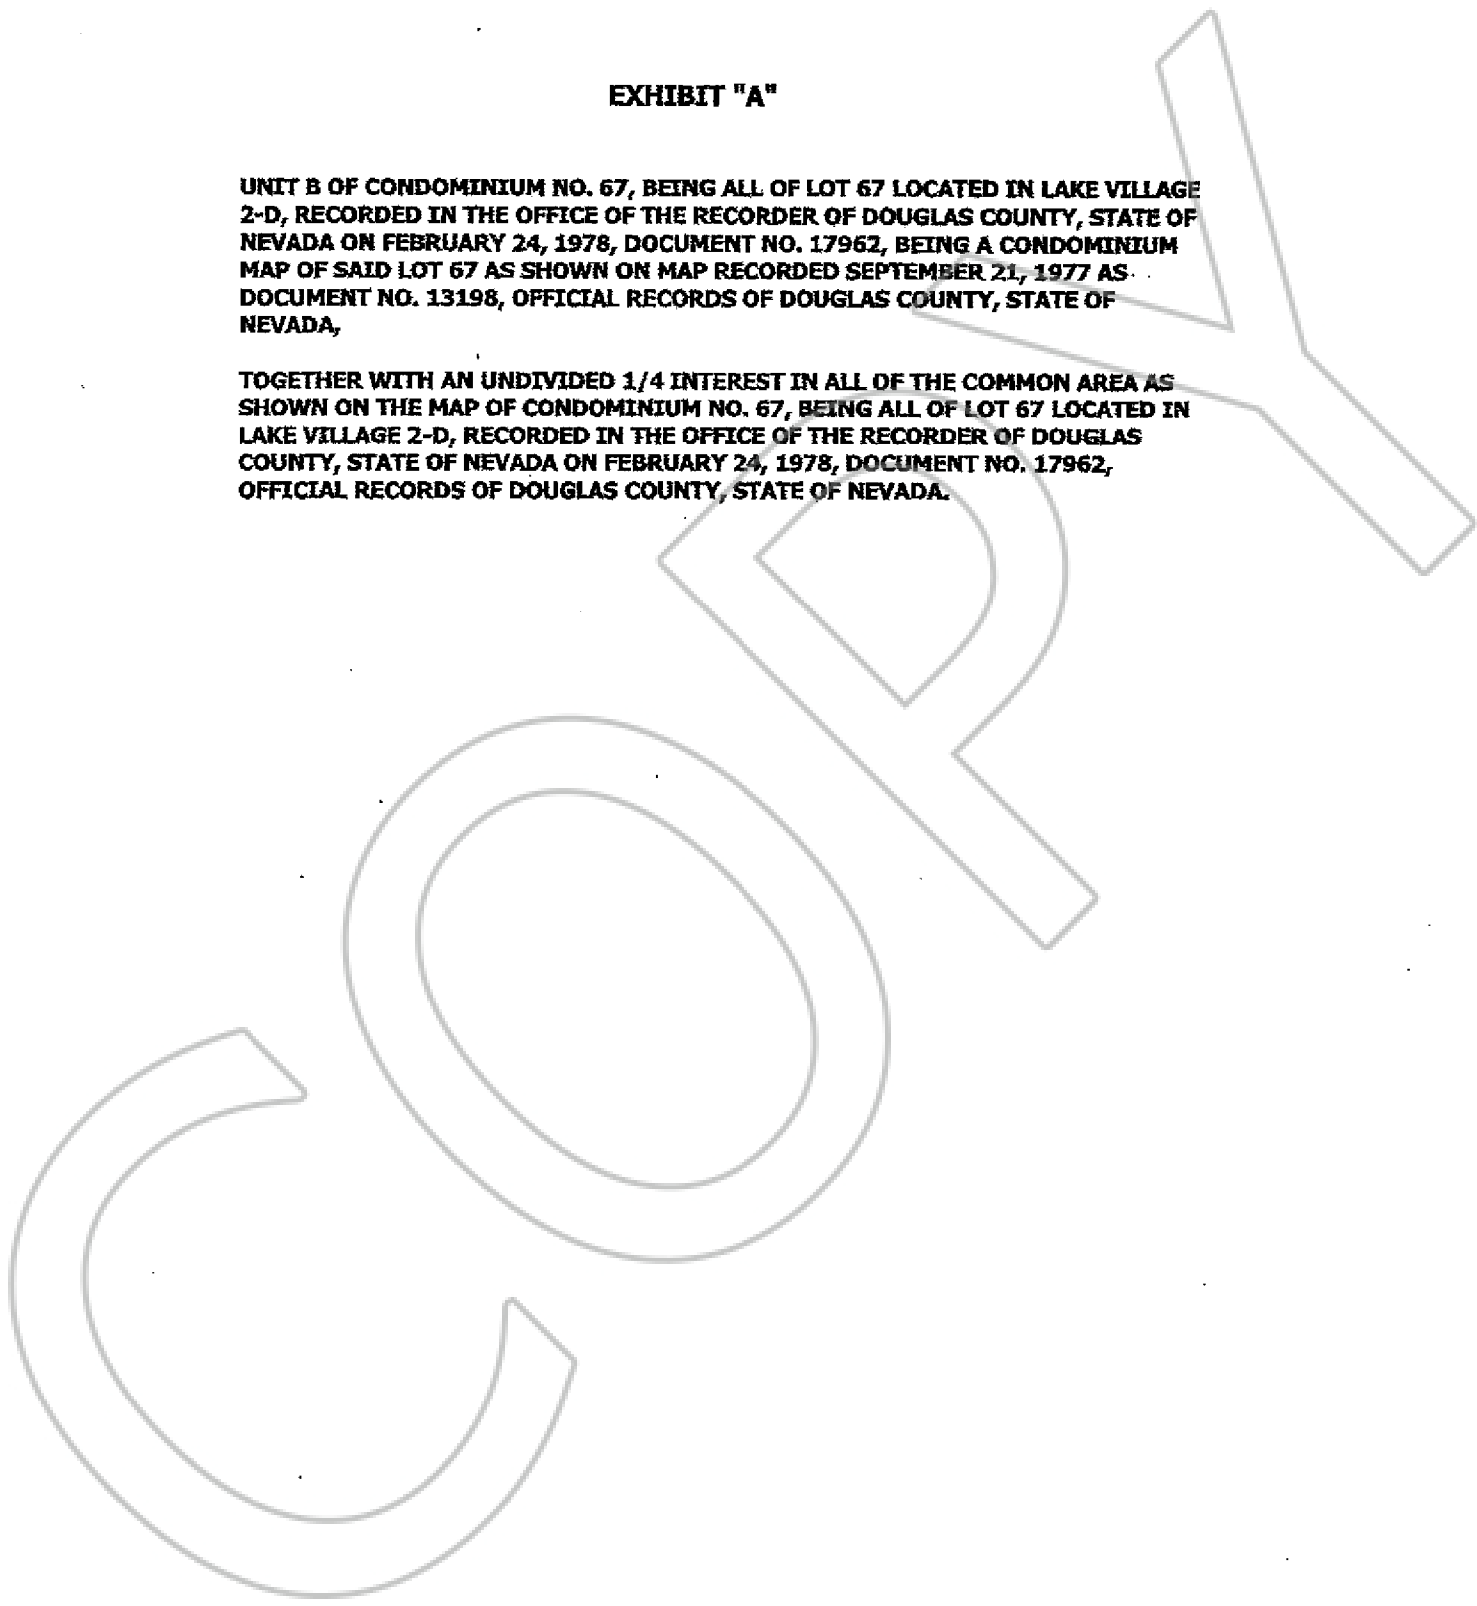 EXHIBIT "A"
UNIT B OF CONDOMINIUM NO. 67, BEING ALL OF LOT 67 LOCATED IN LAKE VILLAGE
2-D, RECORDED IN THE OFFICE OF THE RECORDER OF DOUGLAS COUNTY, STATE OF
NEVADA ON FEBRUARY 24, 1978, DOCUMENT NO. 17962, BEING A CONDOMINIUM
MAP OF SAID LOT 67 AS SHOWN ON MAP RECORDED SEPTEMBER 21, 1977 AS
DOCUMENT NO. 13198, OFFICIAL RECORDS OF DOUGLAS COUNTY, STATE OF
NEVADA,
TOGETHER WITH AN UNDIVIDED 1/4 INTEREST IN ALL OF THE COMMON AREA AS
SHOWN ON THE MAP OF CONDOMINIUM NO. 67, BEING ALL OF LOT 67 LOCATED IN
LAKE VILLAGE 2-D, RECORDED IN THE OFFICE OF THE RECORDER OF DOUGLAS
COUNTY, STATE OF NEVADA ON FEBRUARY 24, 1978, DOCUMENT NO. 17962,
OFFICIAL RECORDS OF DOUGLAS COUNTY, STATE OF NEVADA.
COPY